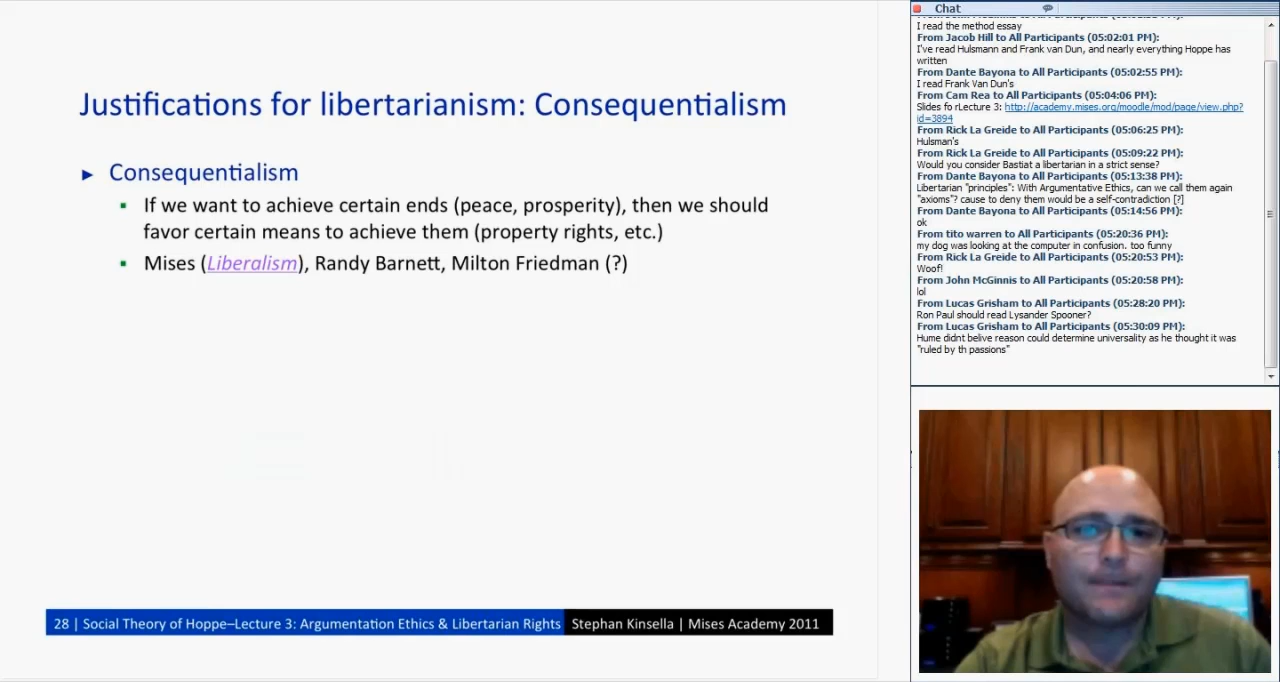 Justifications for libertarianism: Consequentialism
► Consequentialism
▪ If we want to achieve certain ends (peace, prosperity), then we should
favor certain means to achieve them (property rights, etc.)
▪ Mises (Liberalism), Randy Barnett, Milton Friedman (?)
28 | Social Theory of Hoppe–Lecture 3: Argumentation Ethics & Libertarian Rights Stephan Kinsella | Mises Academy 2011
Chat
I read the method essay
From Jacob Hill to All Participants (05:02:01 PM):
I've read Hulsmann and Frank van Dun, and nearly everything Hoppe has
written
From Dante Bayona to All Participants (05:02:55 PM):
I read Frank Van Dun's
From Cam Rea to All Participants (05:04:06 PM):
Slides fo rLecture 3: http://academy.mises.org/moodle/mod/page/view.php?
id=3894
From Rick La Greide to All Participants (05:06:25 PM):
Hulsman's
From Rick La Greide to All Participants (05:09:22 PM):
Would you consider Bastiat a libertarian in a strict sense?
From Dante Bayona to All Participants (05:13:38 PM):
Libertarian "principles": With Argumentative Ethics, can we call them again
"axioms"? cause to deny them would be a self-contradiction [?]
From Dante Bayona to All Participants (05:14:56 PM):
ok
From tito warren to All Participants (05:20:36 PM):
my dog was looking at the computer in confusion. too funny
From Rick La Greide to All Participants (05:20:53 PM):
Woof!
From John McGinnis to All Participants (05:20:58 PM):
lol
From Lucas Grisham to All Participants (05:28:20 PM):
Ron Paul should read Lysander Spooner?
From Lucas Grisham to All Participants (05:30:09 PM):
Hume didnt belive reason could determine universality as he thought it was
"ruled by th passions"